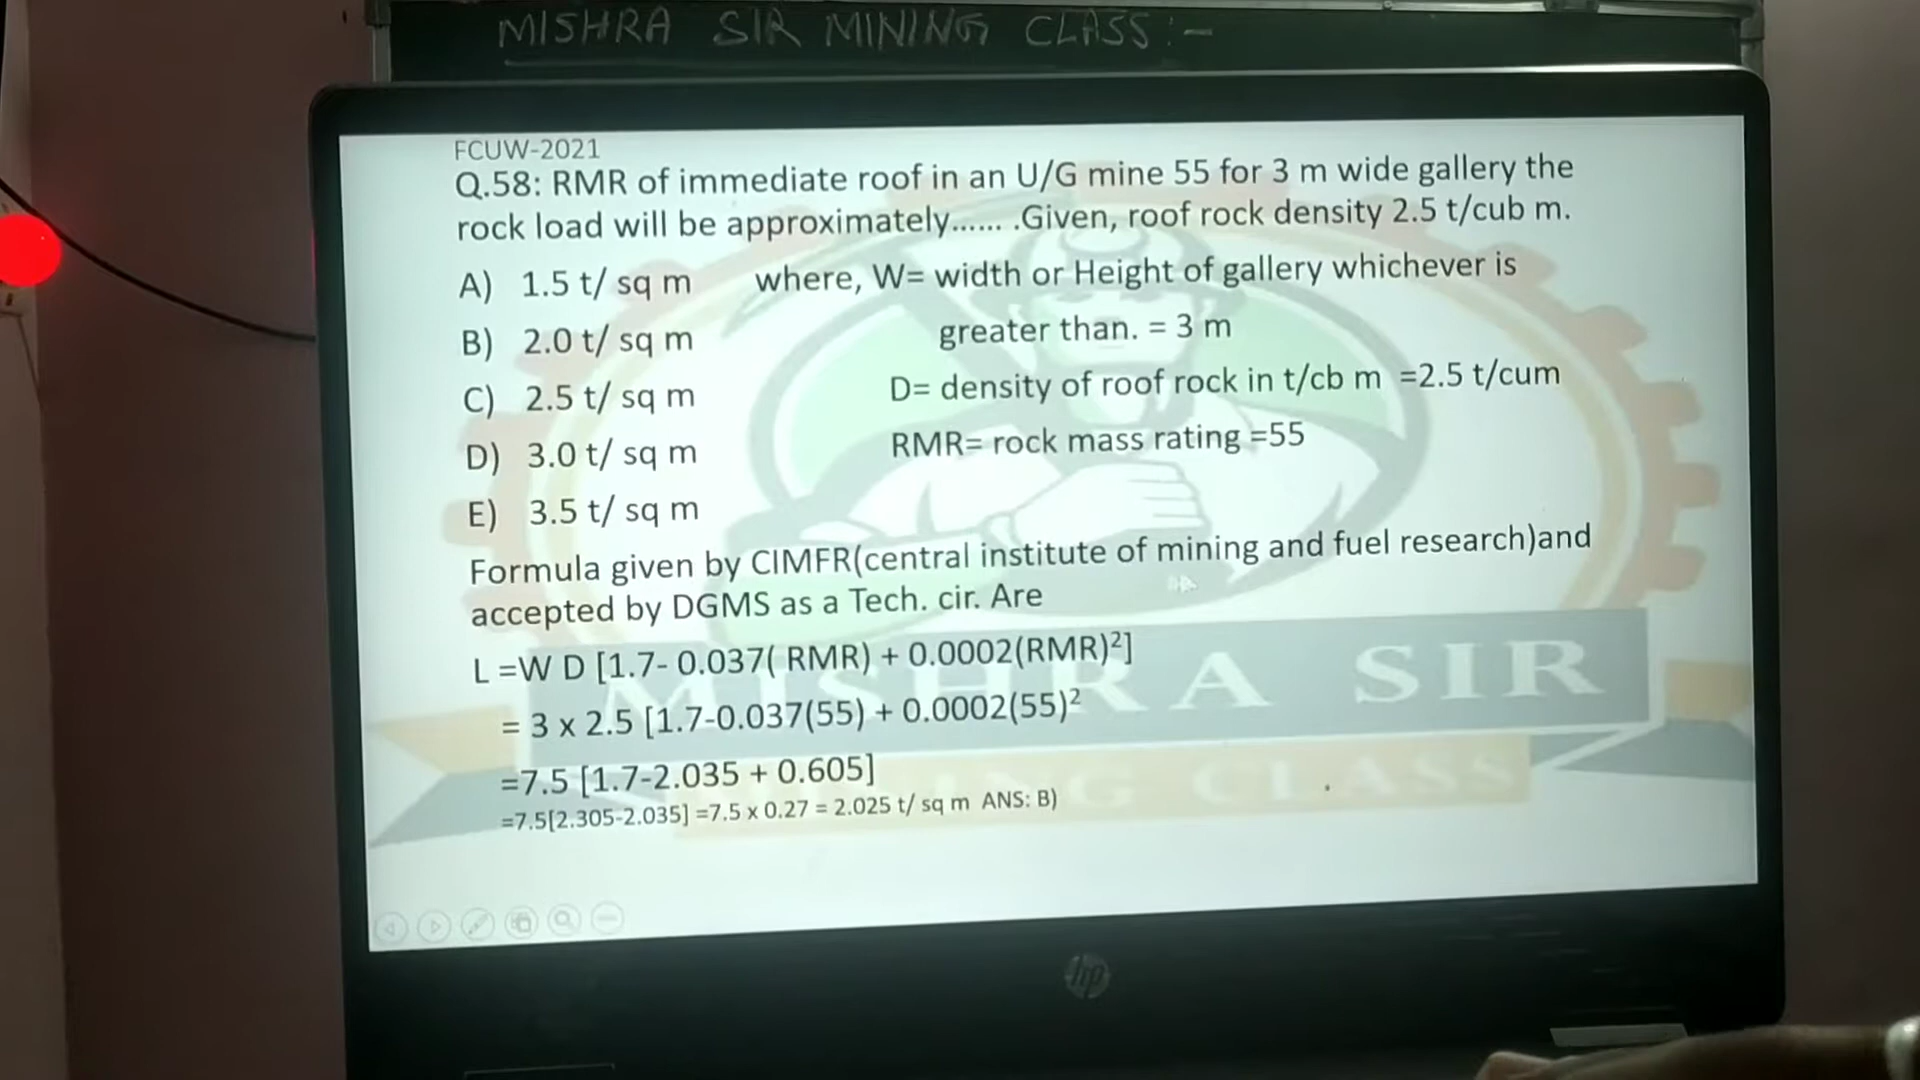 MISHRA SIR MINING CLASS :-
FCUW-2021
Q.58: RMR of immediate roof in an U/G mine 55 for 3 m wide gallery the
rock load will be approximately...... .Given, roof rock density 2.5 t/cub m.
A) 1.5 t/ sq m where, W= width or Height of gallery whichever is
B) 2.0 t/ sq m greater than. = 3 m
C) 2.5 t/ sq m D= density of roof rock in t/cb m =2.5 t/cum
D) 3.0 t/ sq m RMR= rock mass rating =55
E) 3.5 t/ sq m
Formula given by CIMFR(central institute of mining and fuel research)and
accepted by DGMS as a Tech. cir. Are
L =W D [1.7- 0.037( RMR) + 0.0002(RMR)²]
= 3 x 2.5 [1.7-0.037(55) + 0.0002(55)²
=7.5 [1.7-2.035 + 0.605]
=7.5[2.305-2.035] =7.5 x 0.27 = 2.025 t/ sq m ANS: B)
MISHRA SIR
MINING CLASS
hp